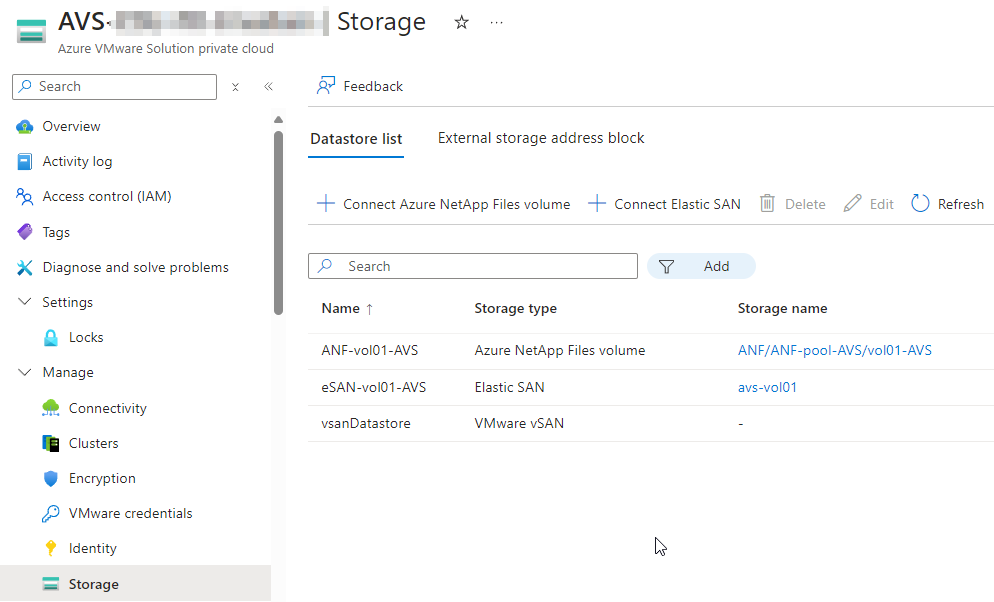 AVS- Storage
Azure VMware Solution private cloud
Search
Overview
Activity log
Access control (IAM)
Tags
Diagnose and solve problems
Settings
Locks
Manage
Connectivity
Clusters
Encryption
VMware credentials
Identity
Storage
Feedback
Datastore list External storage address block
Connect Azure NetApp Files volume Connect Elastic SAN Delete Edit Refresh
Search Add
Name ↑ Storage type Storage name
ANF-vol01-AVS Azure NetApp Files volume ANF/ANF-pool-AVS/vol01-AVS
eSAN-vol01-AVS Elastic SAN avs-vol01
vsanDatastore VMware vSAN -